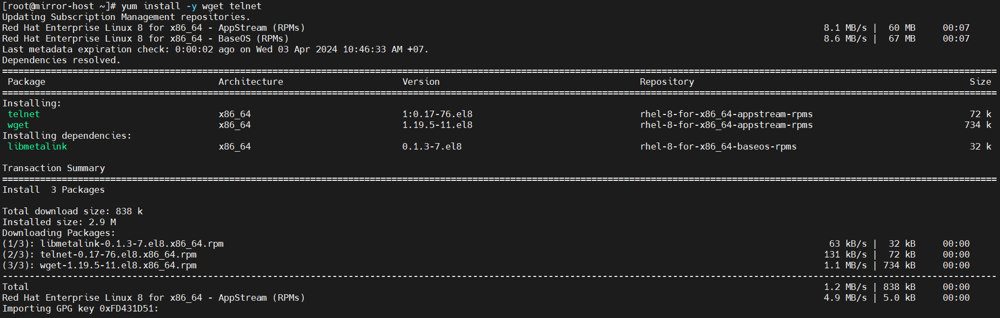 [root@mirror-host ~]# yum install -y wget telnet
Updating Subscription Management repositories.
Red Hat Enterprise Linux 8 for x86_64 - AppStream (RPMs) 8.1 MB/s | 60 MB 00:07
Red Hat Enterprise Linux 8 for x86_64 - BaseOS (RPMs) 8.6 MB/s | 67 MB 00:07
Last metadata expiration check: 0:00:02 ago on Wed 03 Apr 2024 10:46:33 AM +07.
Dependencies resolved.
================================================================================
Package Architecture Version Repository Size
================================================================================
Installing:
telnet x86_64 1:0.17-76.el8 rhel-8-for-x86_64-appstream-rpms 72 k
wget x86_64 1.19.5-11.el8 rhel-8-for-x86_64-appstream-rpms 734 k
Installing dependencies:
libmetalink x86_64 0.1.3-7.el8 rhel-8-for-x86_64-baseos-rpms 32 k
Transaction Summary
================================================================================
Install 3 Packages
Total download size: 838 k
Installed size: 2.9 M
Downloading Packages:
(1/3): libmetalink-0.1.3-7.el8.x86_64.rpm 63 kB/s | 32 kB 00:00
(2/3): telnet-0.17-76.el8.x86_64.rpm 131 kB/s | 72 kB 00:00
(3/3): wget-1.19.5-11.el8.x86_64.rpm 1.1 MB/s | 734 kB 00:00
--------------------------------------------------------------------------------
Total 1.2 MB/s | 838 kB 00:00
Red Hat Enterprise Linux 8 for x86_64 - AppStream (RPMs) 4.9 MB/s | 5.0 kB 00:00
Importing GPG key 0xFD431D51: